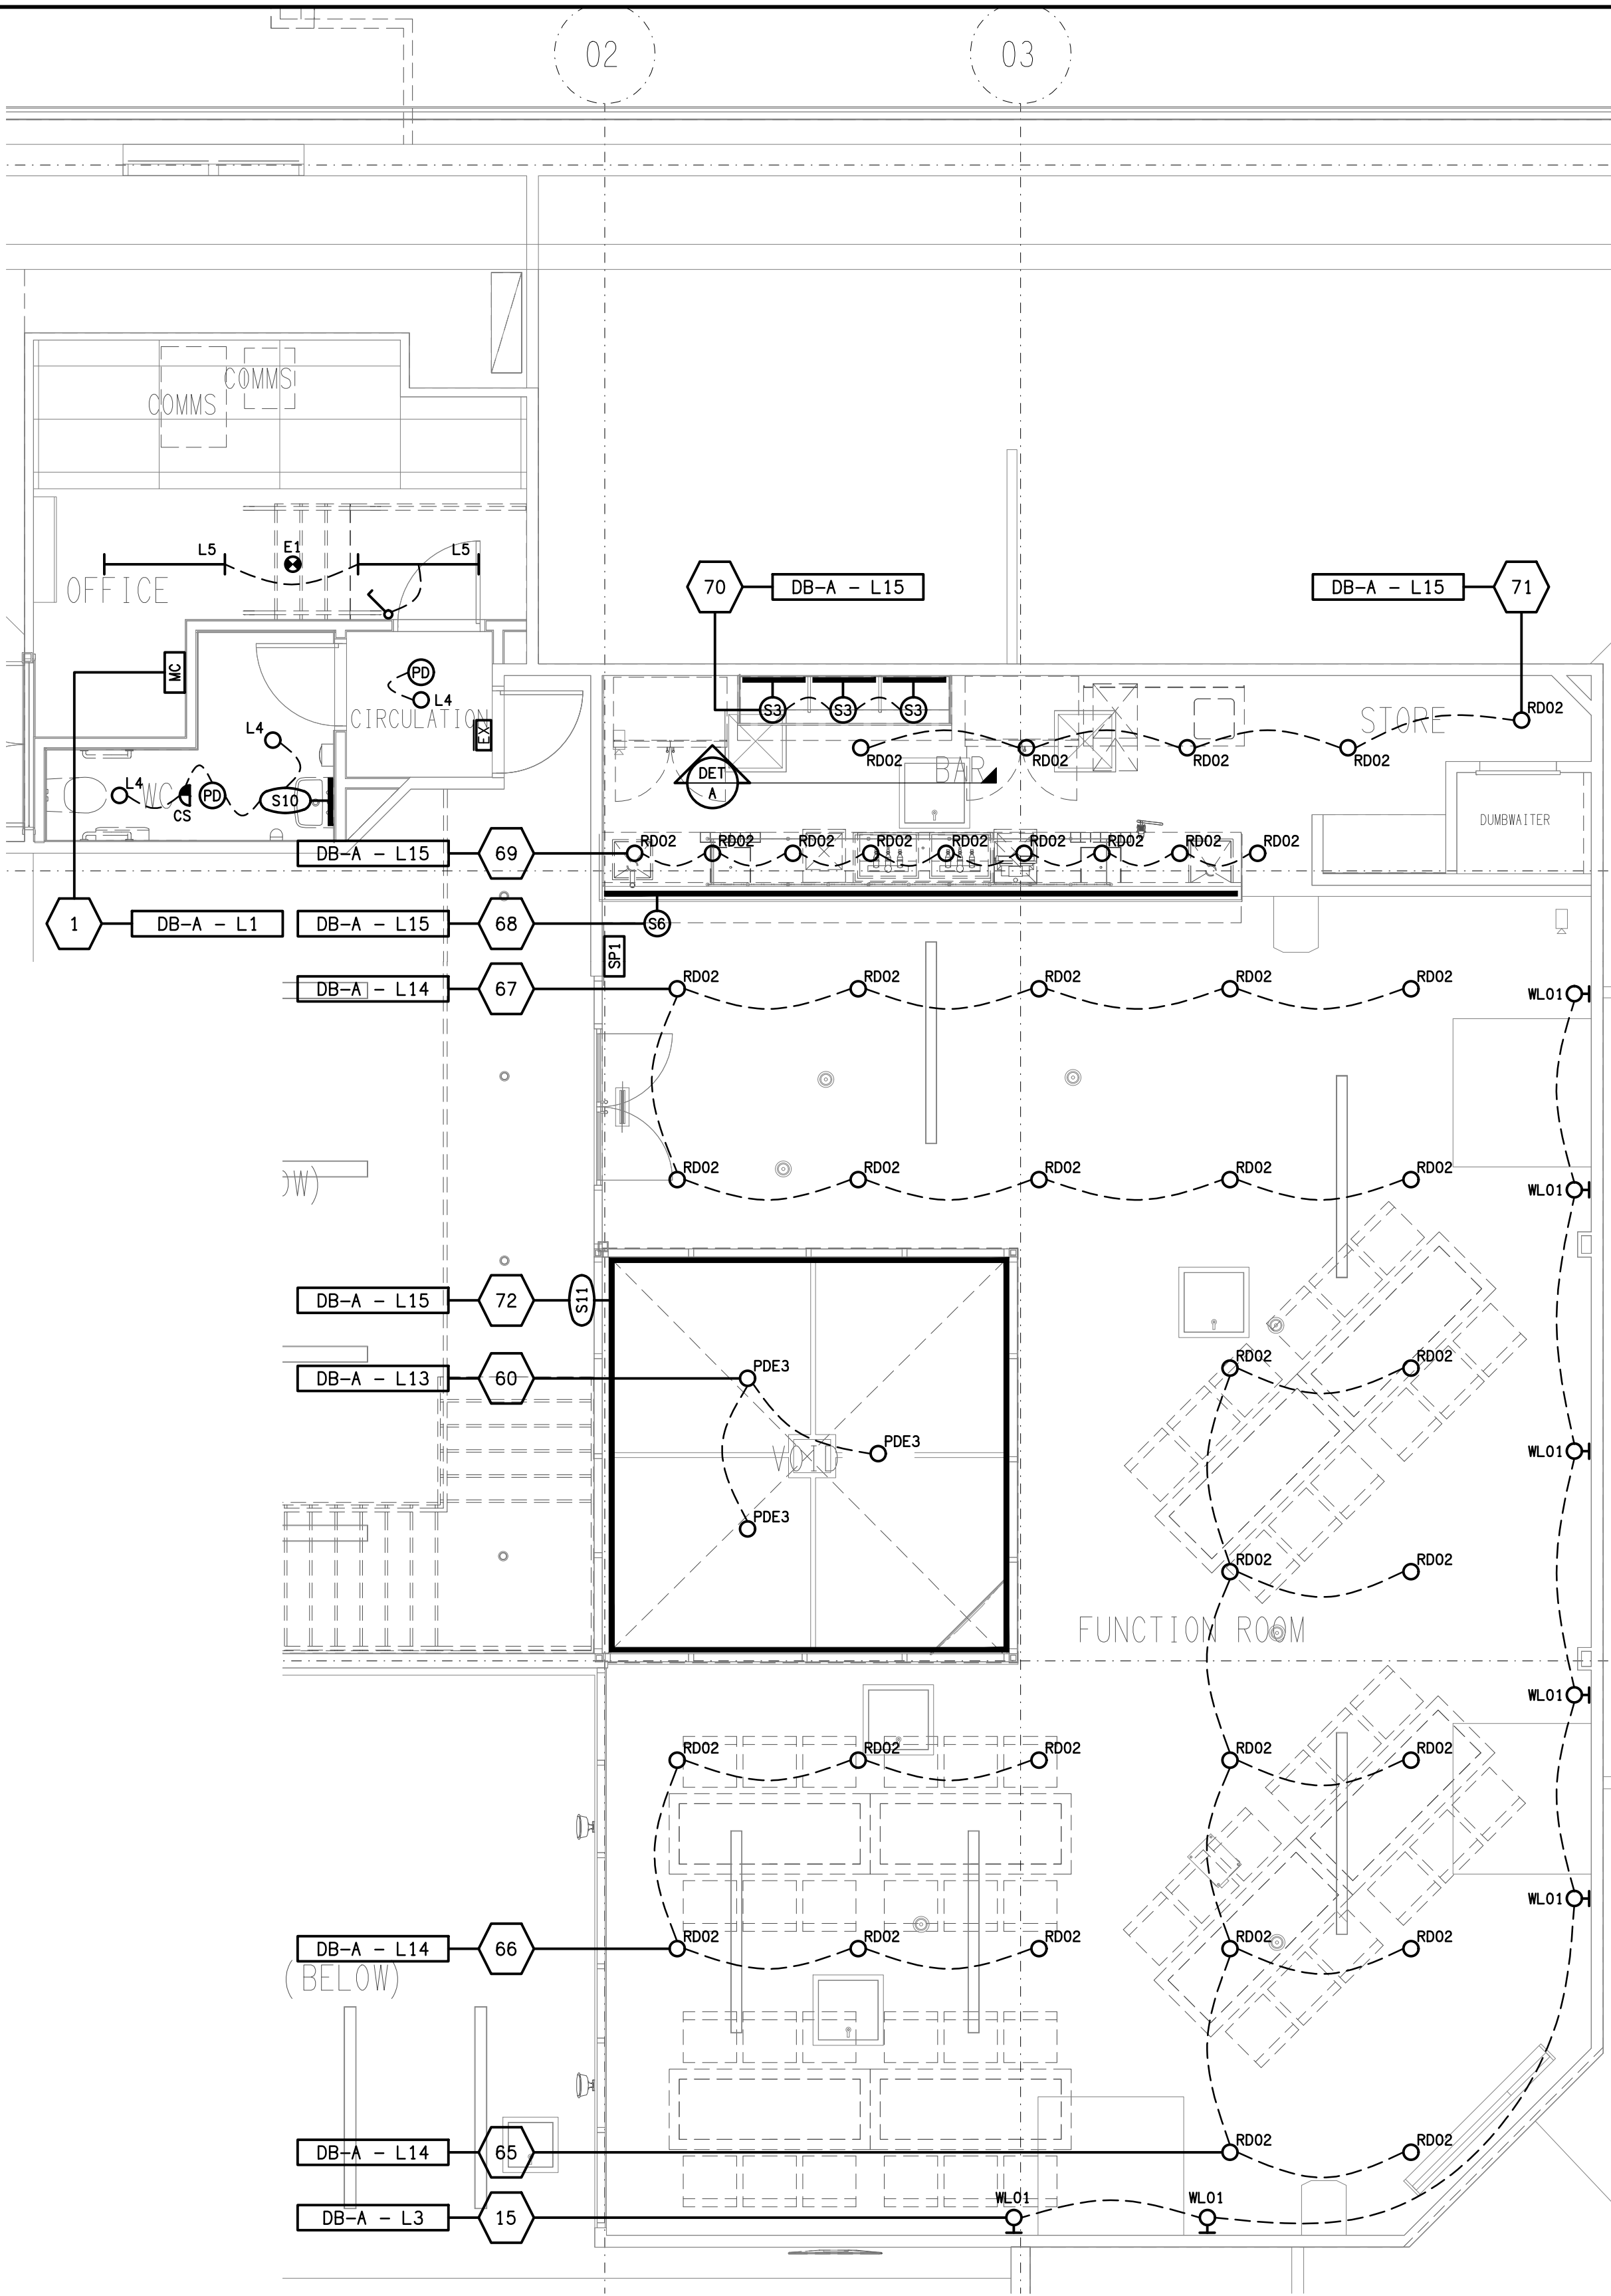 02 03
COMMS
COMMS
L5 E1 L5
OFFICE
70 DB-A - L15
DB-A - L15 71
MC
PD
L4
CIRCULATION
EX
S3 S3 S3
STORE RD02
L4
RD02 RD02 RD02 RD02
BAR
DET
A
L4 WC CS PD S10
DUMBWAITER
DB-A - L15 69 RD02 RD02 RD02 RD02 RD02 RD02 RD02 RD02 RD02
1 DB-A - L1
DB-A - L15 68 S6
SP1
DB-A - L14 67 RD02 RD02 RD02 RD02 RD02
WL01
RD02 RD02 RD02 RD02 RD02
OW)
WL01
DB-A - L15 72 S11
DB-A - L13 60 PDE3
RD02 RD02
PDE3
VOID
WL01
PDE3
RD02 RD02
FUNCTION ROOM
WL01
RD02 RD02 RD02 RD02 RD02
WL01
DB-A - L14 66 RD02 RD02 RD02 RD02 RD02
(BELOW)
DB-A - L14 65 RD02 RD02
DB-A - L3 15 WL01 WL01